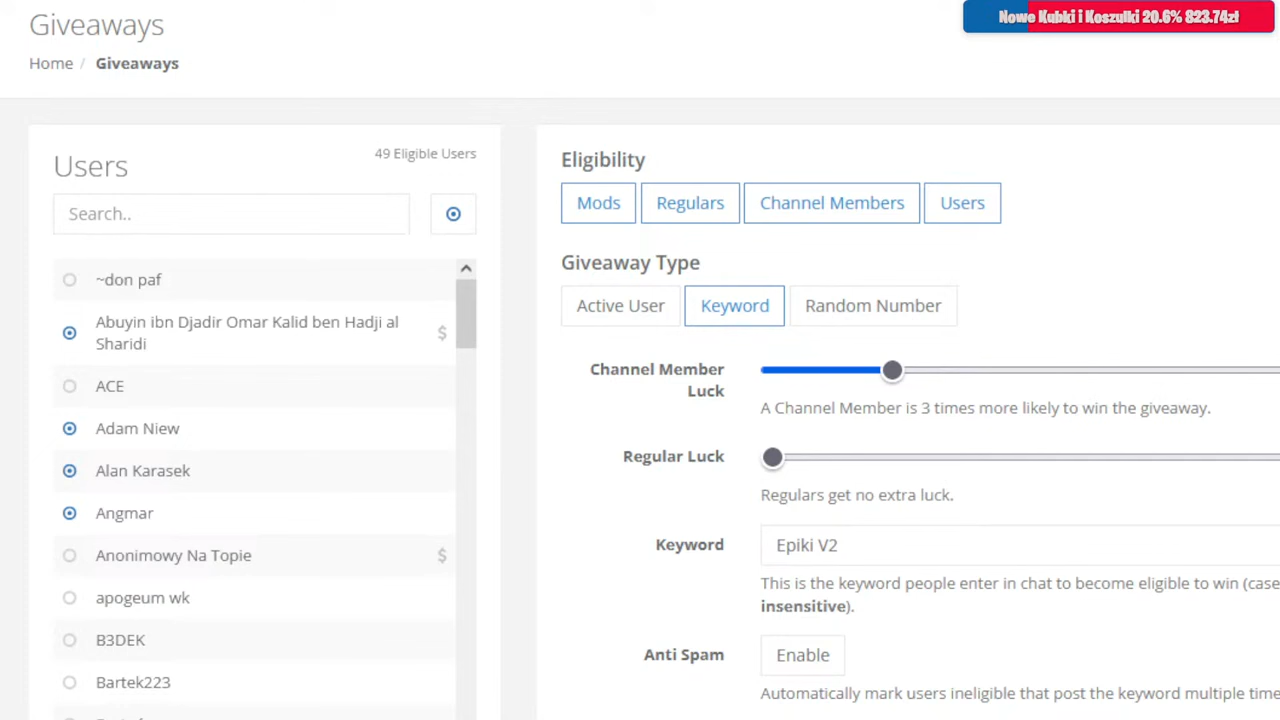 Giveaways
Nowe Kubki i Koszulki 20.6% 823.74zł
Home / Giveaways
Users
49 Eligible Users
Search..
~don paf
Abuyin ibn Djadir Omar Kalid ben Hadji al
Sharidi
$
ACE
Adam Niew
Alan Karasek
Angmar
Anonimowy Na Topie
$
apogeum wk
B3DEK
Bartek223
Eligibility
Mods
Regulars
Channel Members
Users
Giveaway Type
Active User
Keyword
Random Number
Channel Member
Luck
A Channel Member is 3 times more likely to win the giveaway.
Regular Luck
Regulars get no extra luck.
Keyword
Epiki V2
This is the keyword people enter in chat to become eligible to win (case
insensitive).
Anti Spam
Enable
Automatically mark users ineligible that post the keyword multiple time